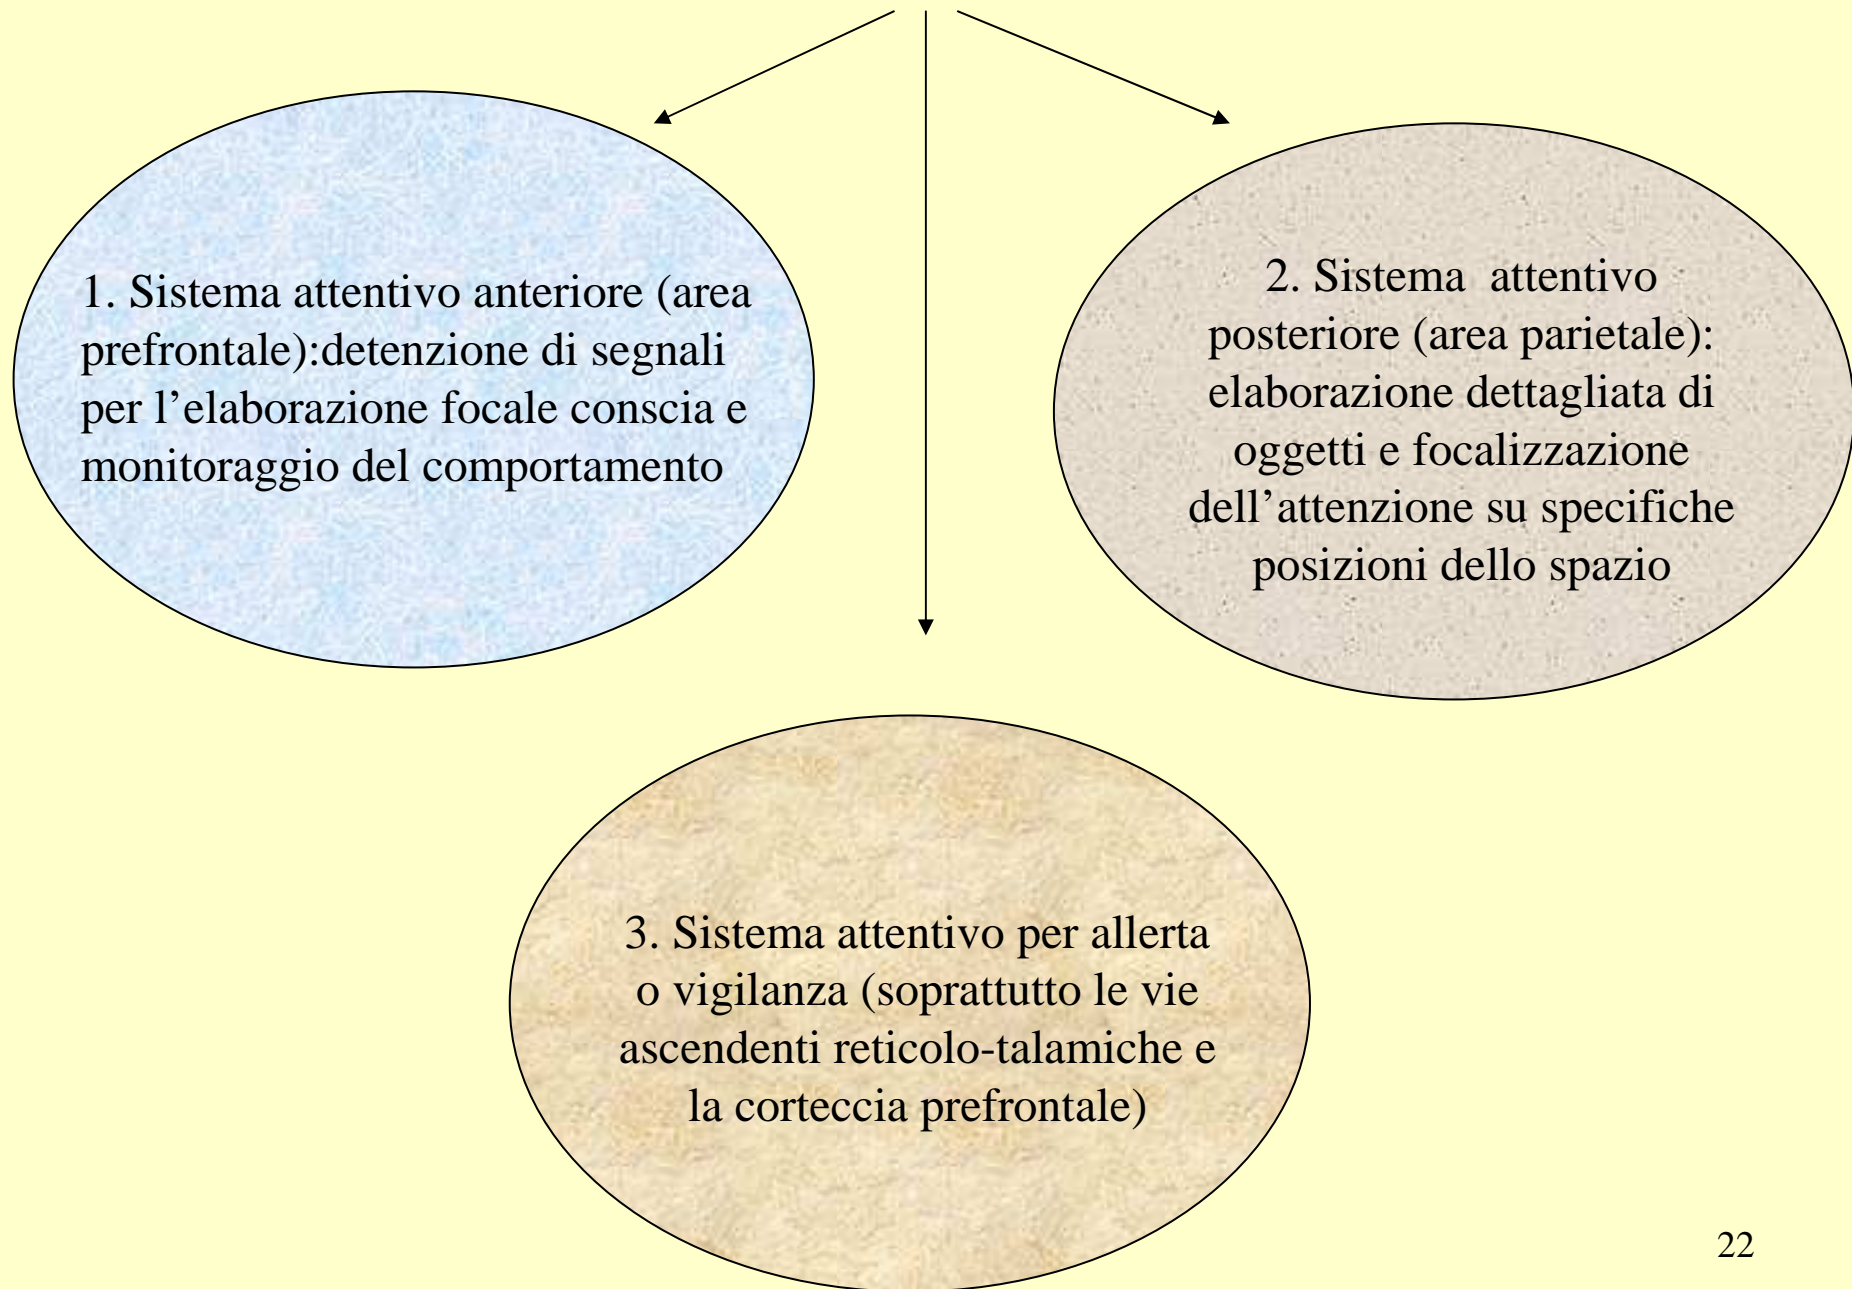 1. Sistema attentivo anteriore (area
prefrontale):detenzione di segnali
per l’elaborazione focale conscia e
monitoraggio del comportamento
2. Sistema  attentivo
posteriore (area parietale):
elaborazione dettagliata di
oggetti e focalizzazione
dell’attenzione su specifiche
posizioni dello spazio
3. Sistema attentivo per allerta
o vigilanza (soprattutto le vie
ascendenti reticolo-talamiche e
la corteccia prefrontale)
22